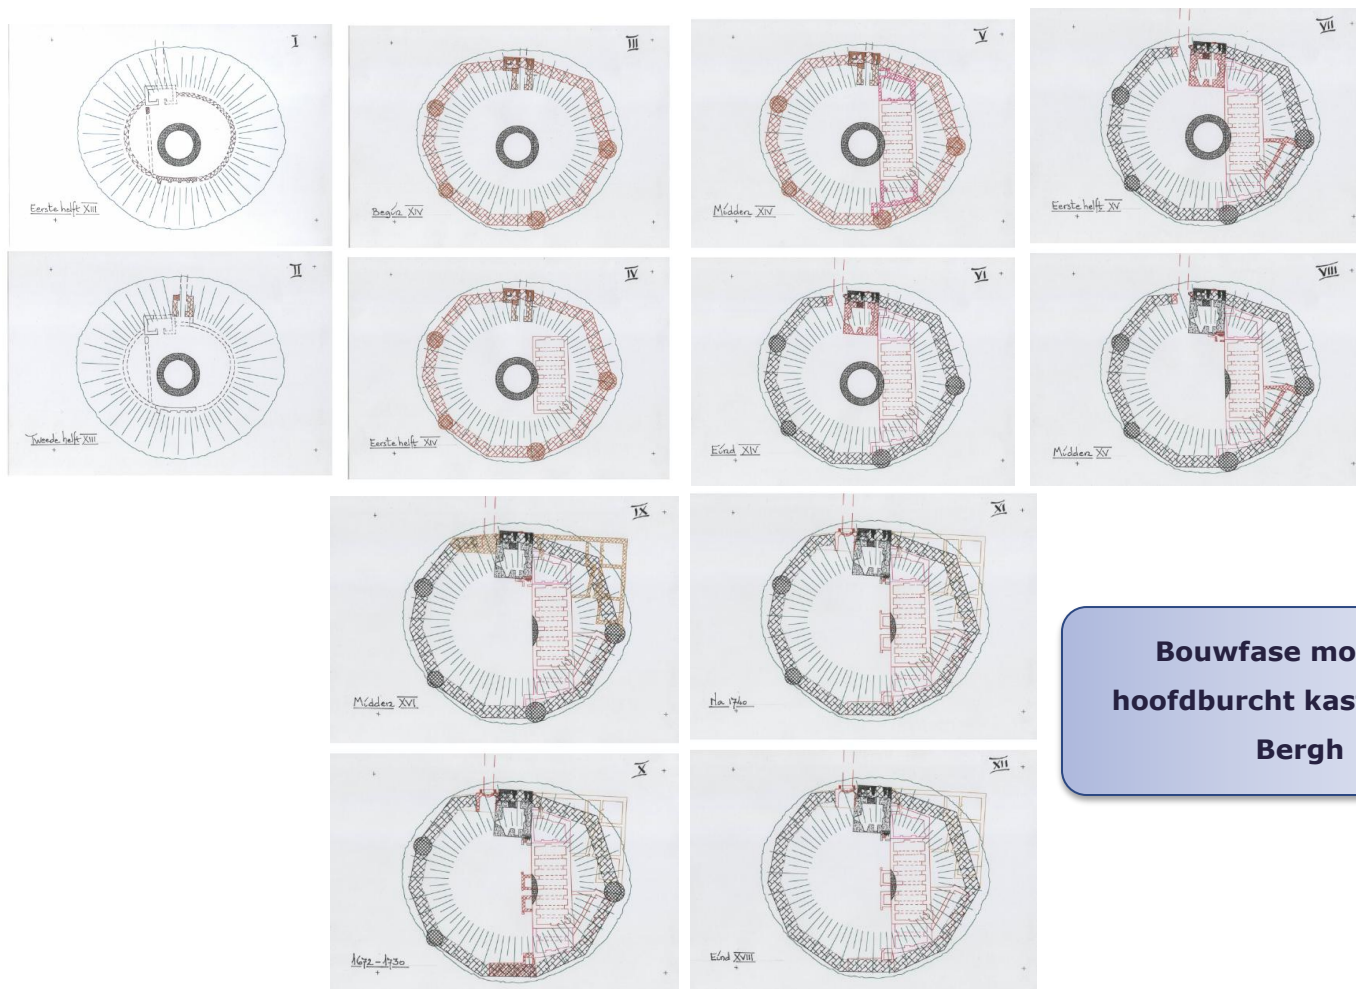 I
Eerste helft XIII
III
Begin XIV
V
Midden XIV
VII
Eerste helft XV
II
Tweede helft XIII
IV
Eerste helft XIV
VI
Eind XIV
VIII
Midden XV
IX
Midden XVI
XI
Na 1740
X
1672-1730
XII
Eind XVIII
Bouwfase mo
hoofdburcht kas
Bergh